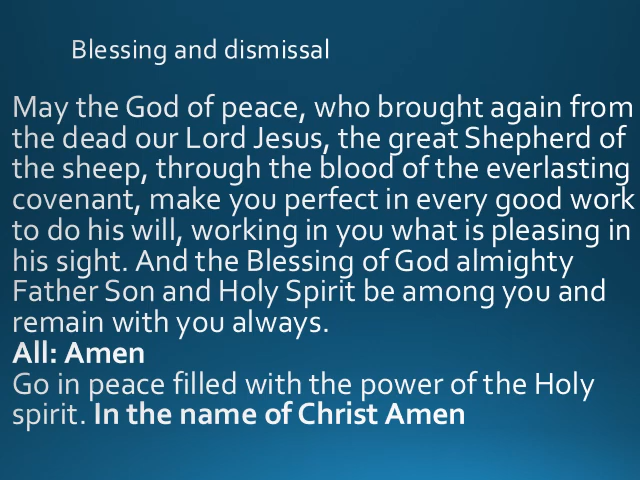 Blessing and dismissal
May the God of peace, who brought again from
the dead our Lord Jesus, the great Shepherd of
the sheep, through the blood of the everlasting
covenant, make you perfect in every good work
to do his will, working in you what is pleasing in
his sight. And the Blessing of God almighty
Father Son and Holy Spirit be among you and
remain with you always.
All: Amen
Go in peace filled with the power of the Holy
spirit. In the name of Christ Amen